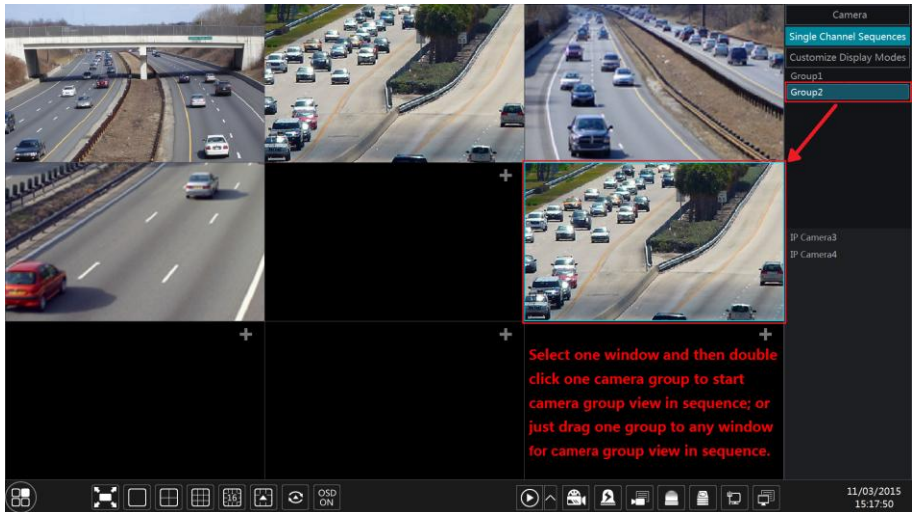 Camera
Single Channel Sequences
Customize Display Modes
Group1
Group2
IP Camera3
IP Camera4
Select one window and then double
click one camera group to start
camera group view in sequence; or
just drag one group to any window
for camera group view in sequence.
16
OSD
ON
11/03/2015
15:17:50